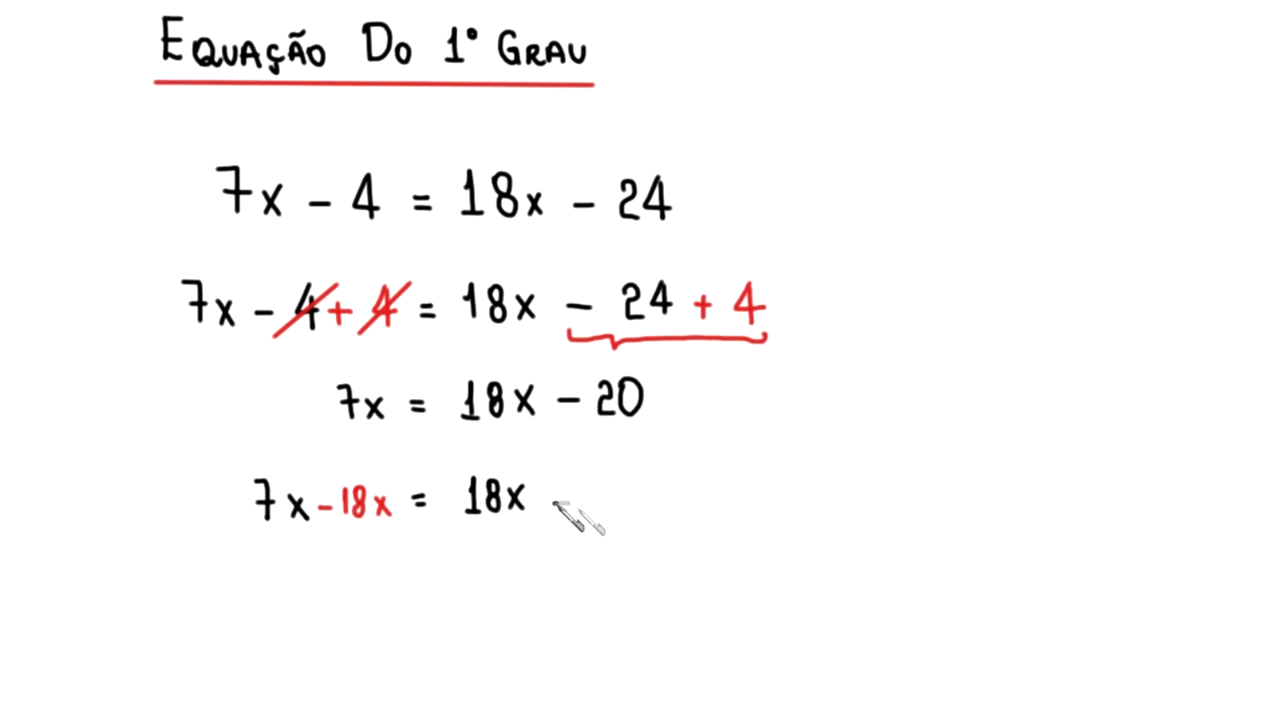 EQUAÇÃO DO 1° GRAU
7x - 4 = 18x - 24
7x - 4 + 4 = 18x - 24 + 4
7x = 18x - 20
7x - 18x = 18x